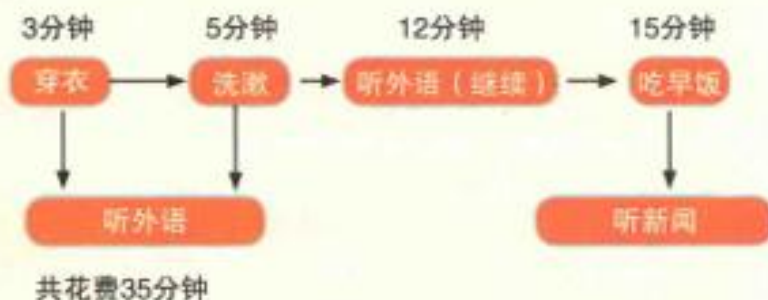 3分钟 5分钟 12分钟 15分钟
穿衣 洗漱 听外语（继续） 吃早饭
听外语 听新闻
共花费35分钟